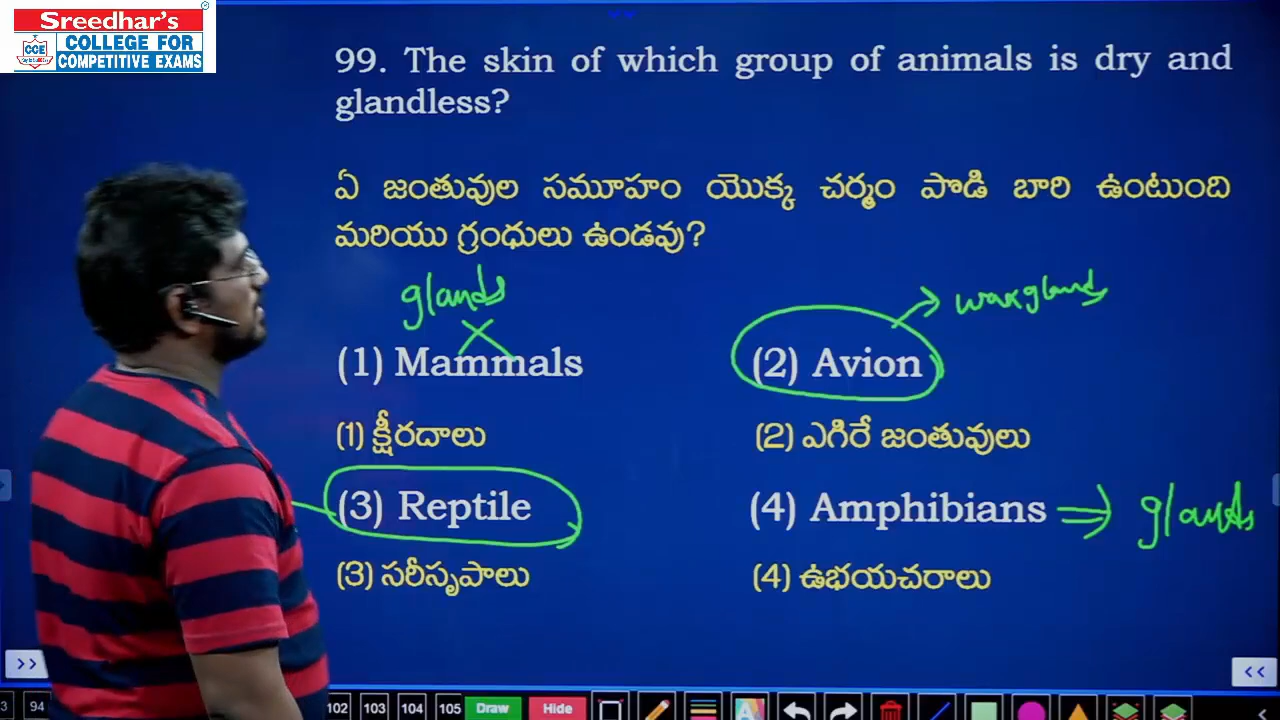 Sreedhar's
CCE
COLLEGE FOR
COMPETITIVE EXAMS
99. The skin of which group of animals is dry and
glandless?
ఏ జంతువుల సమూహం యొక్క చర్మం పొడి బారి ఉంటుంది
మరియు గ్రంధులు ఉండవు?
glands
wax glands
(1) Mammals
(2) Avion
(1) క్షీరదాలు
(2) ఎగిరే జంతువులు
(3) Reptile
(4) Amphibians => glands
(3) సరీసృపాలు
(4) ఉభయచరాలు
>>
<<
3 94 102 103 104 105 Draw Hide